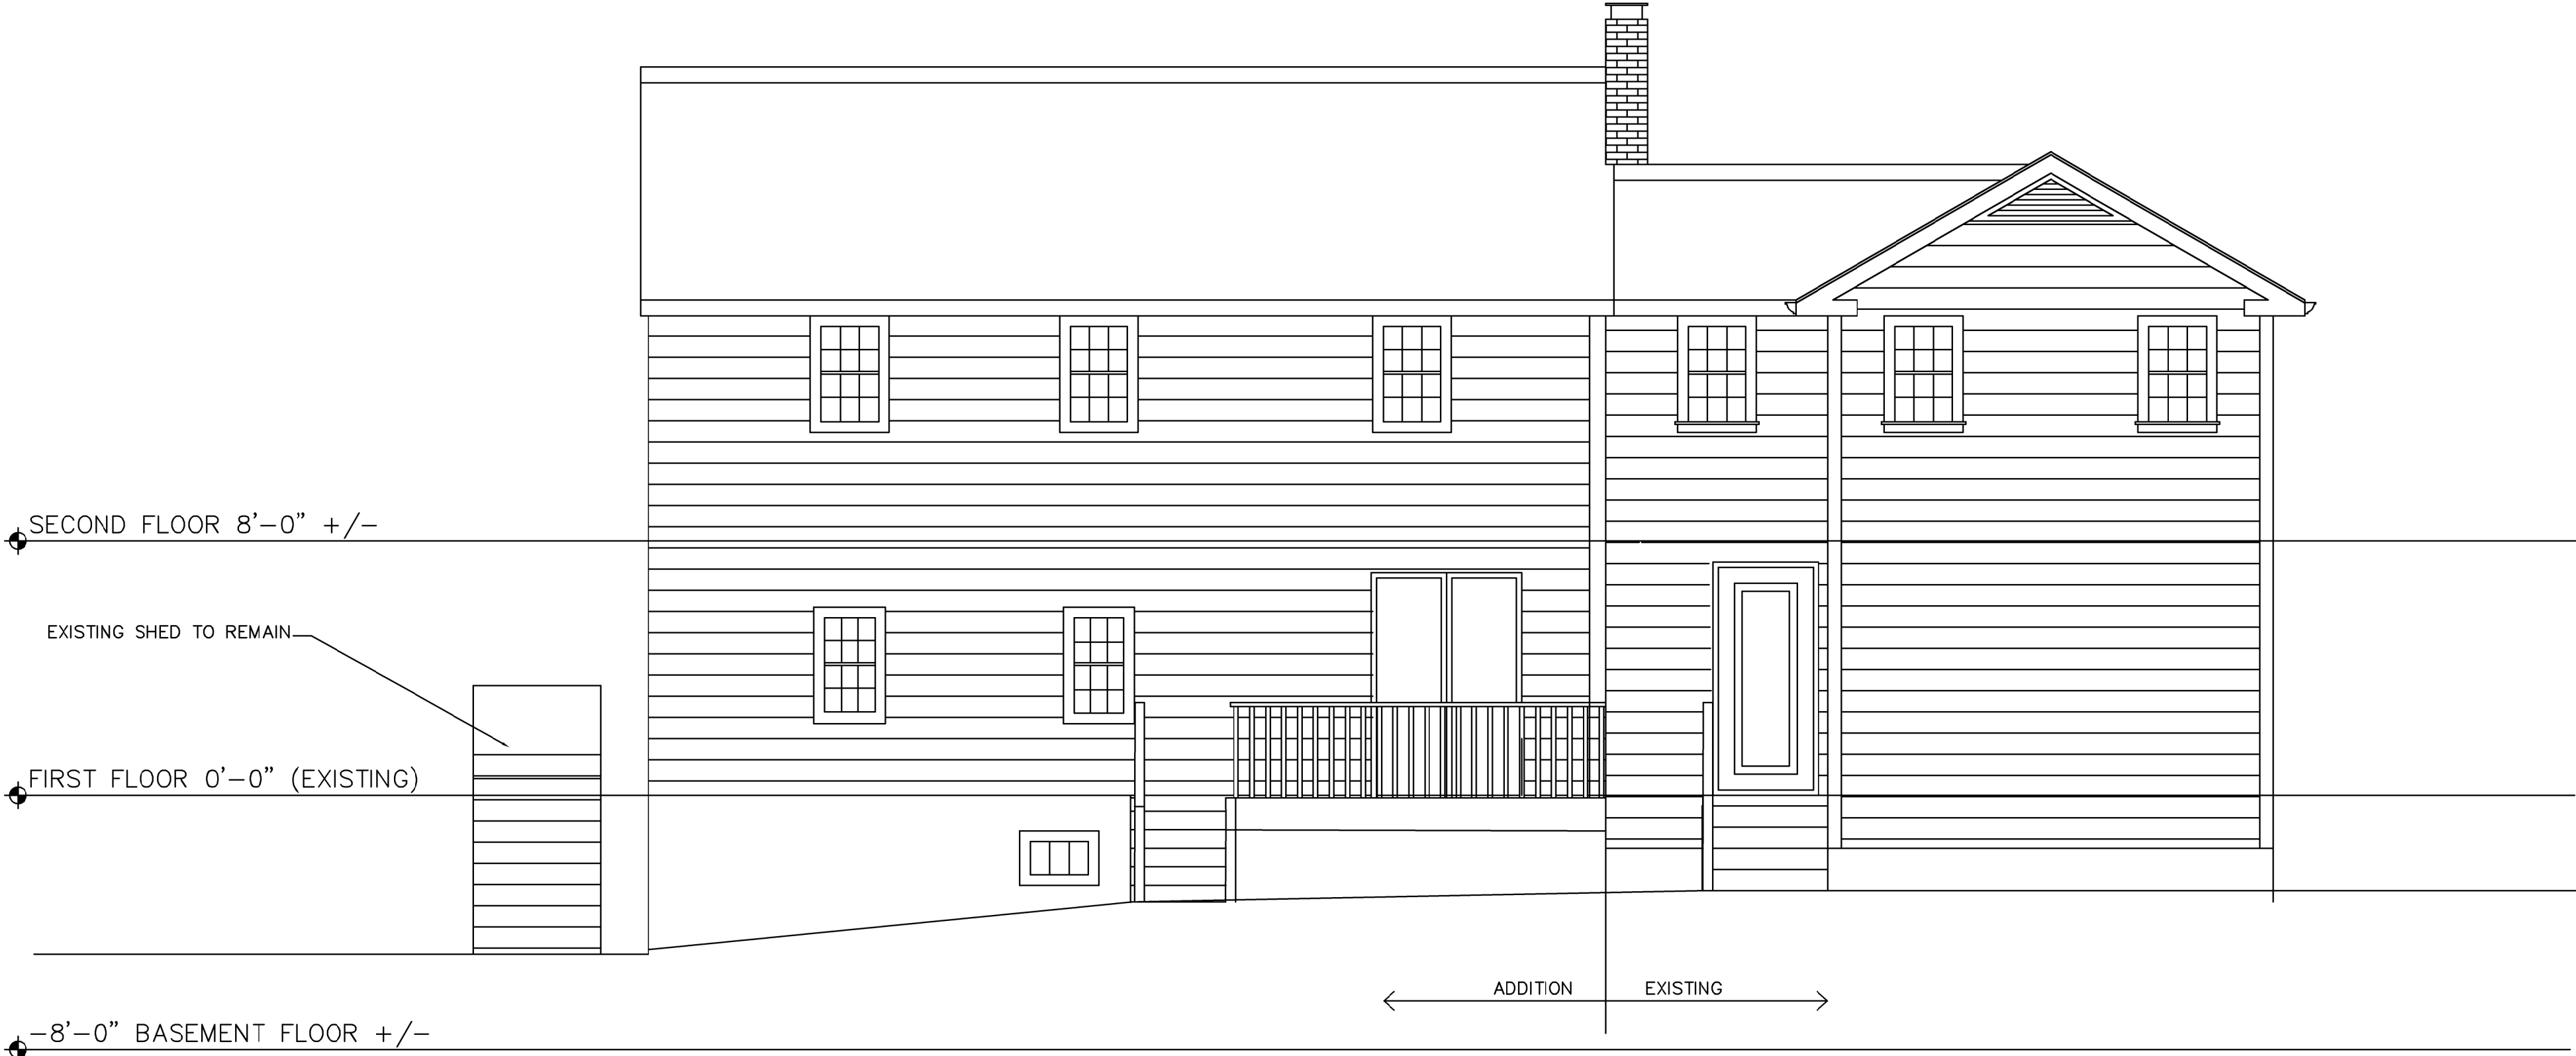 SECOND FLOOR 8'-0" +/-
EXISTING SHED TO REMAIN
FIRST FLOOR 0'-0" (EXISTING)
ADDITION
EXISTING
-8'-0" BASEMENT FLOOR +/-